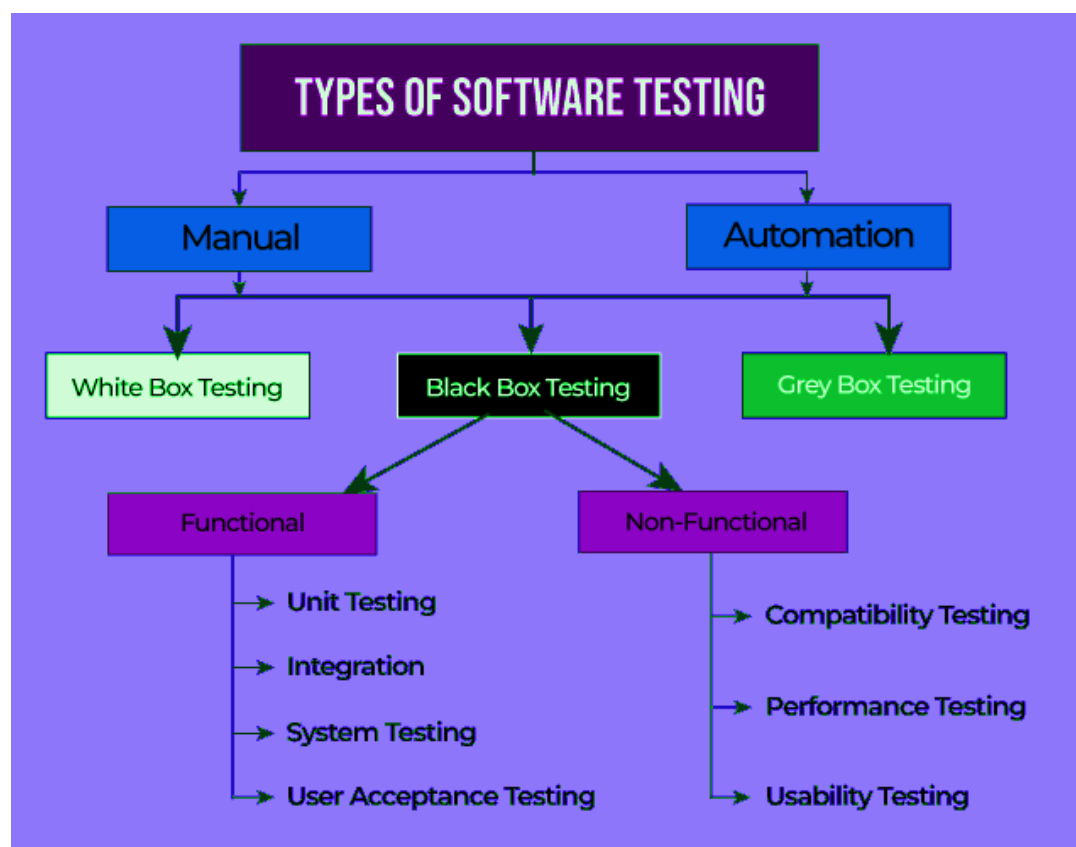 TYPES OF SOFTWARE TESTING
Manual
Automation
White Box Testing
Black Box Testing
Grey Box Testing
Functional
Non-Functional
Unit Testing
Integration
System Testing
User Acceptance Testing
Compatibility Testing
Performance Testing
Usability Testing